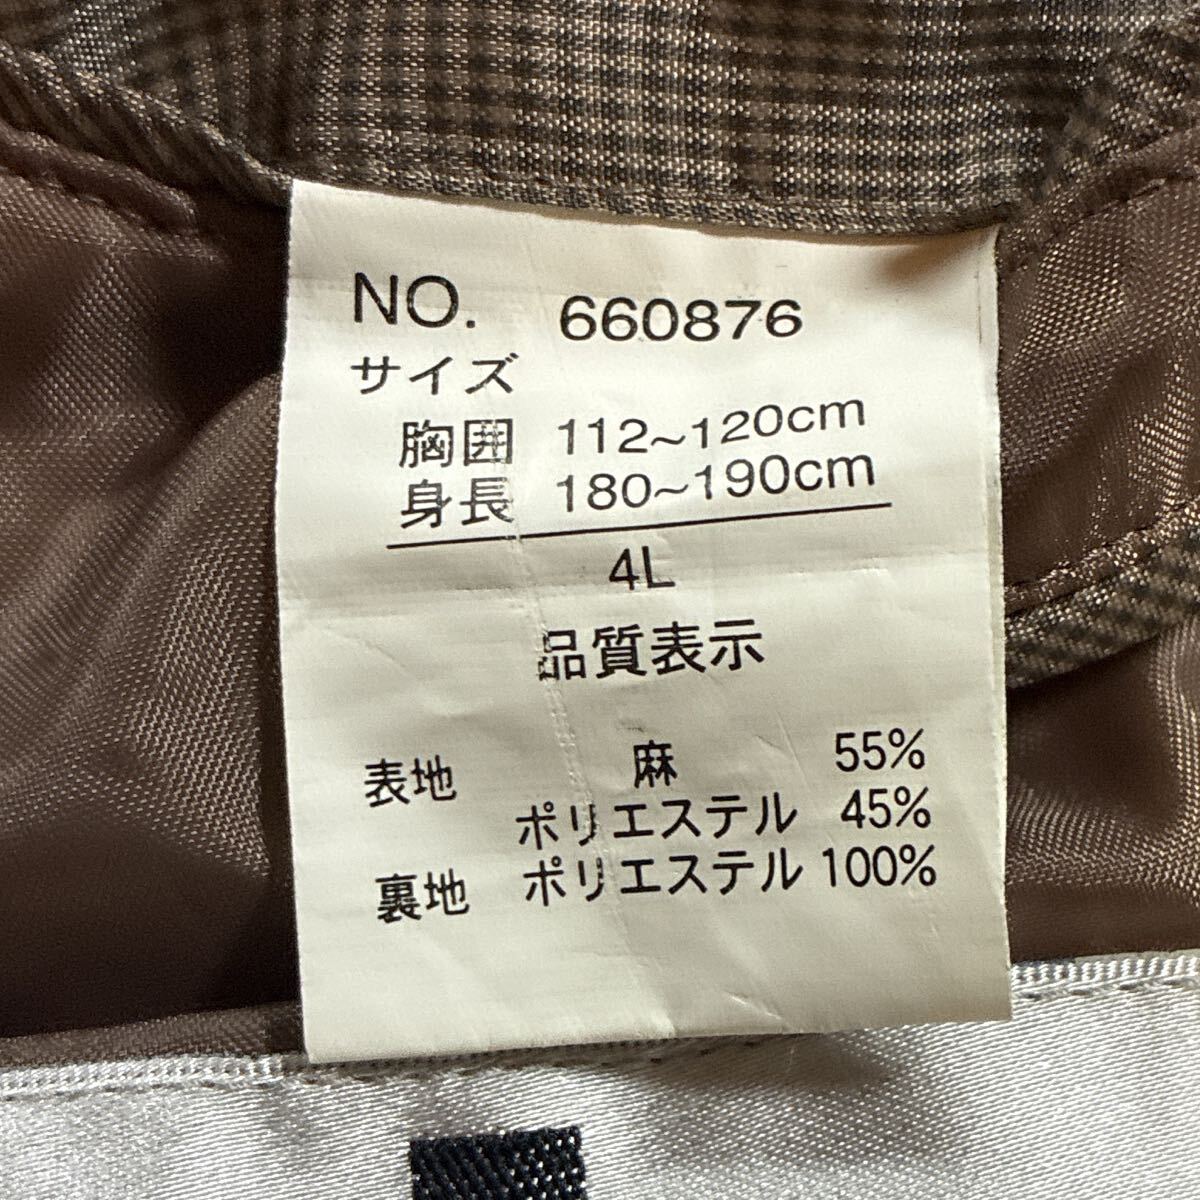 NO. 660876
サイズ
胸囲 112~120cm
身長 180~190cm
4L
品質表示
表地 麻 55%
ポリエステル 45%
裏地 ポリエステル 100%